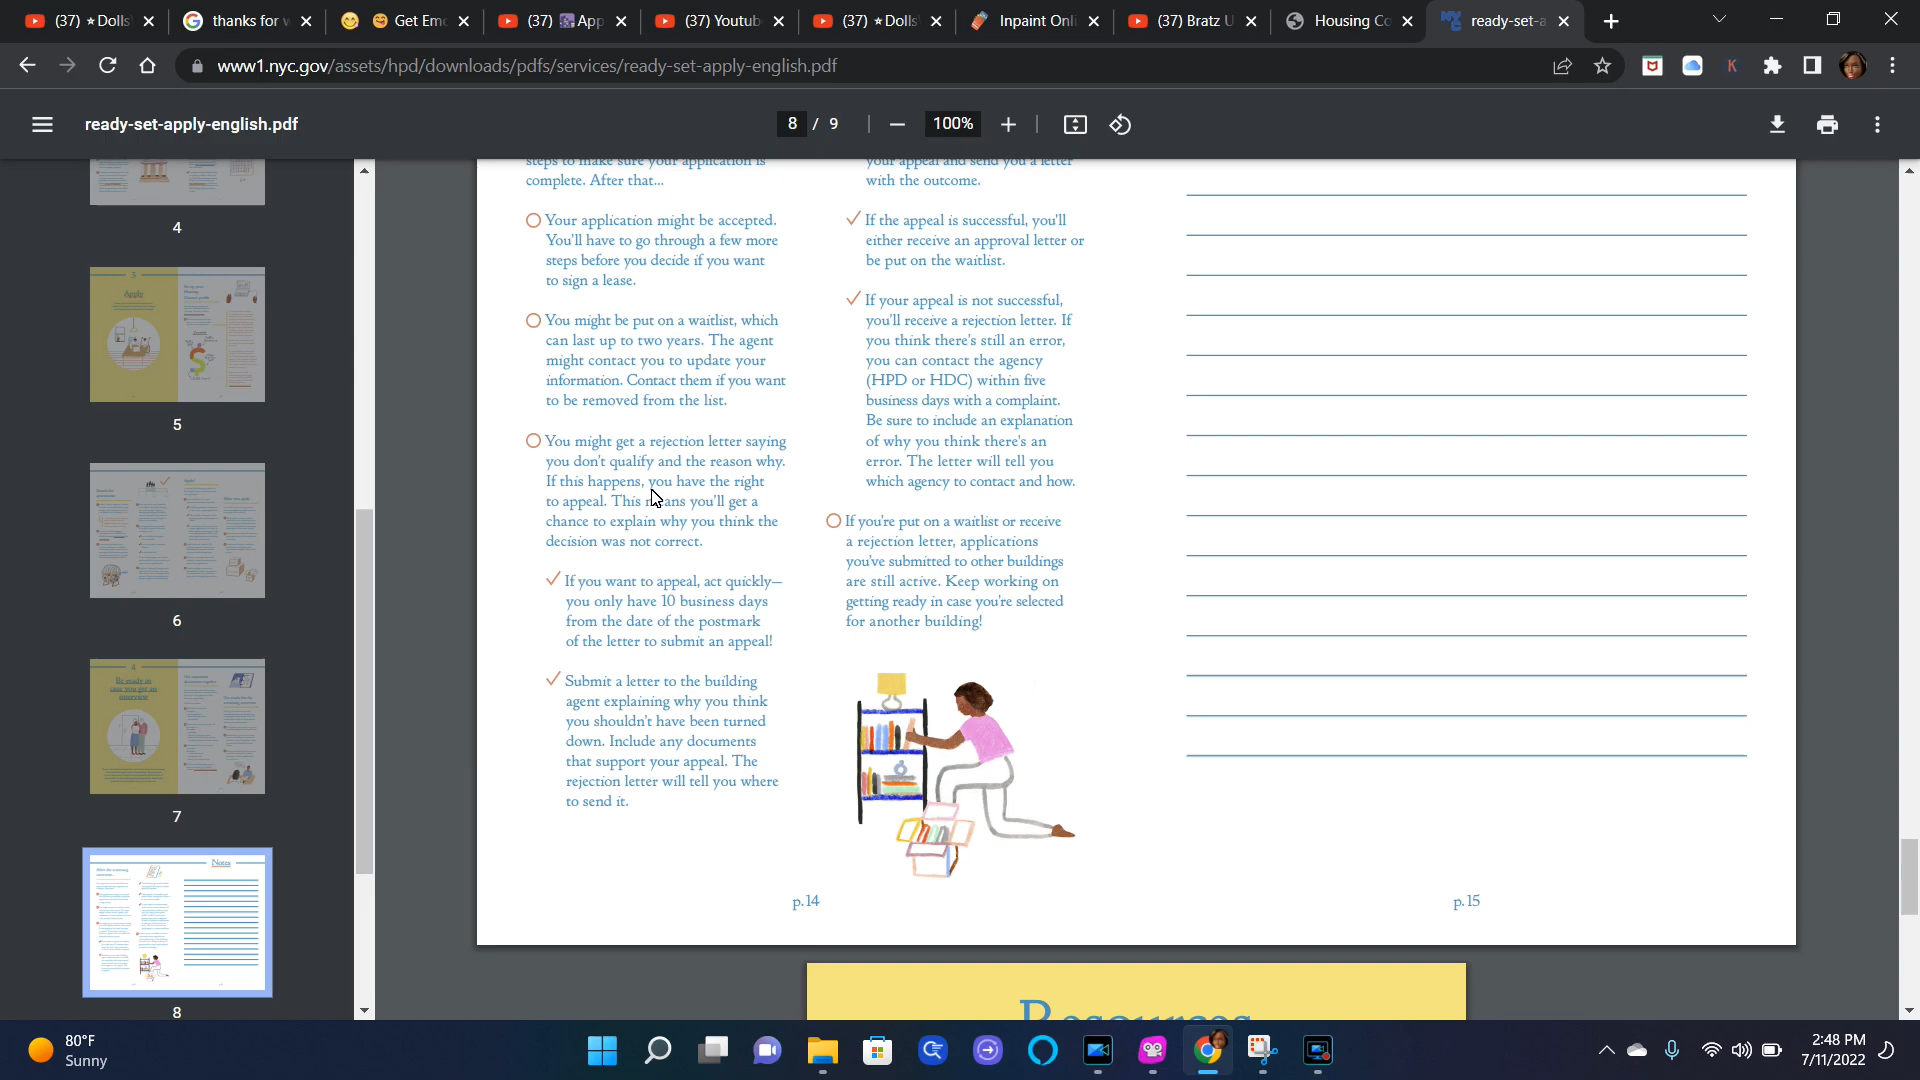 (37) ⭑Dolls
thanks for w
😄 Get Emo
(37) App
(37) Youtub
(37) ⭑Dolls
Inpaint Onli
(37) Bratz U
Housing Co
ready-set-a
www1.nyc.gov/assets/hpd/downloads/pdfs/services/ready-set-apply-english.pdf
ready-set-apply-english.pdf
8 / 9
100%
4
5
6
7
8
steps to make sure your application is
complete. After that...
Your application might be accepted.
You'll have to go through a few more
steps before you decide if you want
to sign a lease.
You might be put on a waitlist, which
can last up to two years. The agent
might contact you to update your
information. Contact them if you want
to be removed from the list.
You might get a rejection letter saying
you don't qualify and the reason why.
If this happens, you have the right
to appeal. This means you'll get a
chance to explain why you think the
decision was not correct.
If you want to appeal, act quickly—
you only have 10 business days
from the date of the postmark
of the letter to submit an appeal!
Submit a letter to the building
agent explaining why you think
you shouldn't have been turned
down. Include any documents
that support your appeal. The
rejection letter will tell you where
to send it.
your appeal and send you a letter
with the outcome.
If the appeal is successful, you'll
either receive an approval letter or
be put on the waitlist.
If your appeal is not successful,
you'll receive a rejection letter. If
you think there's still an error,
you can contact the agency
(HPD or HDC) within five
business days with a complaint.
Be sure to include an explanation
of why you think there's an
error. The letter will tell you
which agency to contact and how.
If you're put on a waitlist or receive
a rejection letter, applications
you've submitted to other buildings
are still active. Keep working on
getting ready in case you're selected
for another building!
p.14
p.15
Resources
80°F
Sunny
2:48 PM
7/11/2022